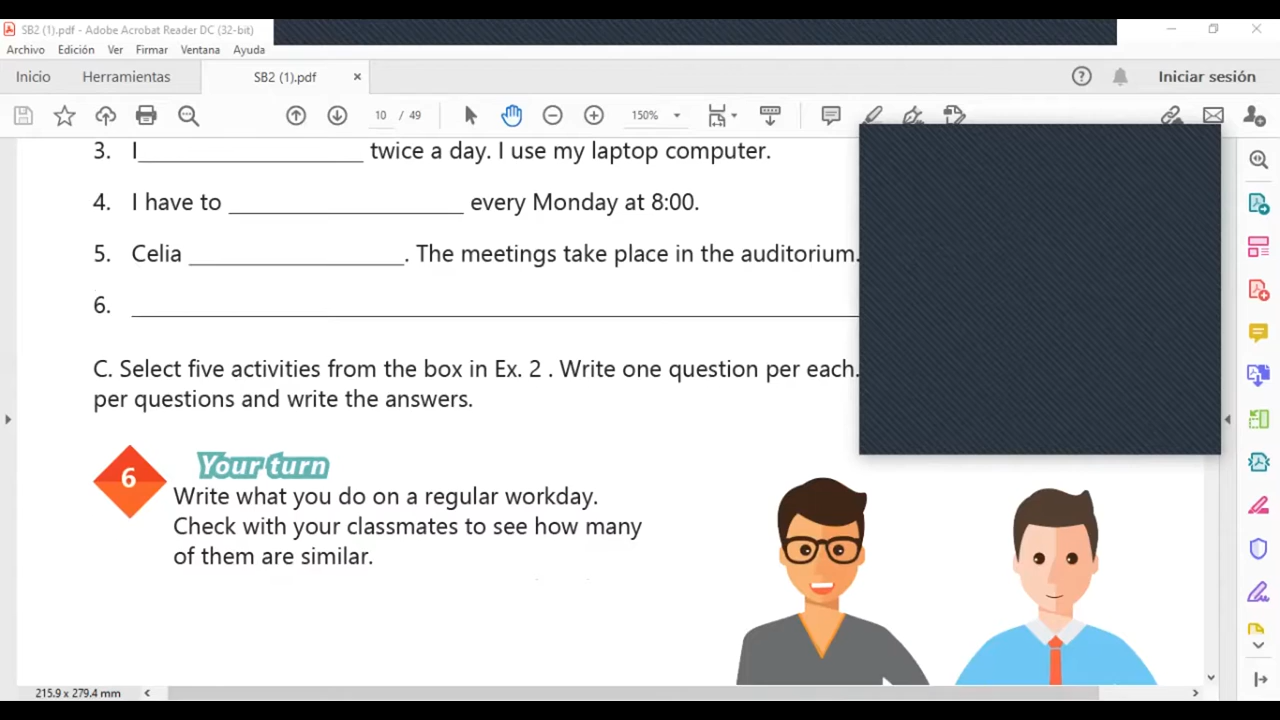 SB2 (1).pdf - Adobe Acrobat Reader DC (32-bit)
Archivo Edición Ver Firmar Ventana Ayuda
Inicio Herramientas SB2 (1).pdf Iniciar sesión
10 / 49 150%
3. I____________________ twice a day. I use my laptop computer.
4. I have to _____________________ every Monday at 8:00.
5. Celia ___________________. The meetings take place in the auditorium.
6. ____________________
C. Select five activities from the box in Ex. 2 . Write one question per each.
per questions and write the answers.
6 Your turn
Write what you do on a regular workday.
Check with your classmates to see how many
of them are similar.
215.9 x 279.4 mm